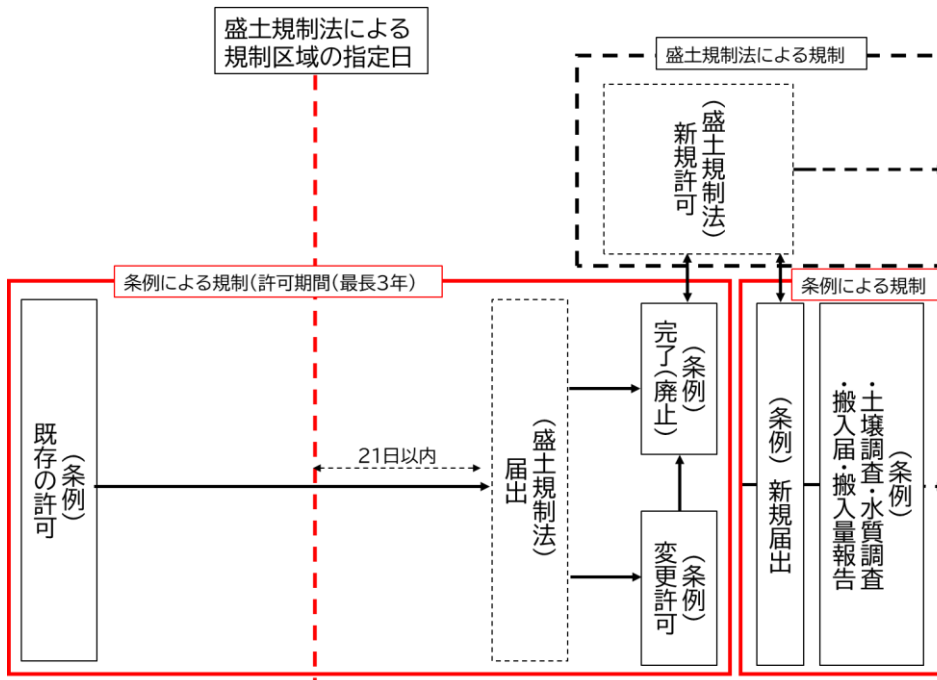 盛土規制法による
規制区域の指定日
盛土規制法による規制
（盛土規制法）
新規許可
条例による規制（許可期間（最長3年）
条例による規制
（条例）
既存の許可
21日以内
（盛土規制法）
届出
（条例）
完了（廃止）
（条例）
変更許可
（条例）新規届出
（条例）
・土壌調査・水質調査
・搬入届・搬入量報告